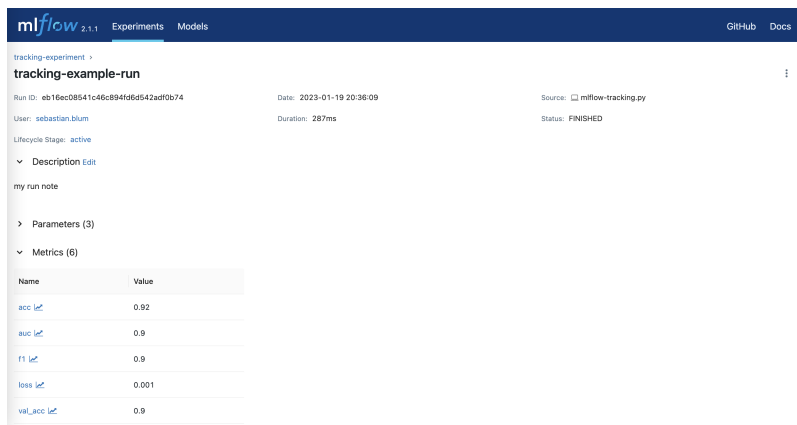 mlflow 2.1.1 Experiments Models GitHub Docs
tracking-experiment ›
tracking-example-run
Run ID: eb16ec08541c46c894fd6d542adf0b74 Date: 2023-01-19 20:36:09 Source: mlflow-tracking.py
User: sebastian.blum Duration: 287ms Status: FINISHED
Lifecycle Stage: active
Description Edit
my run note
Parameters (3)
Metrics (6)
Name Value
acc 0.92
auc 0.9
f1 0.9
loss 0.001
val_acc 0.9